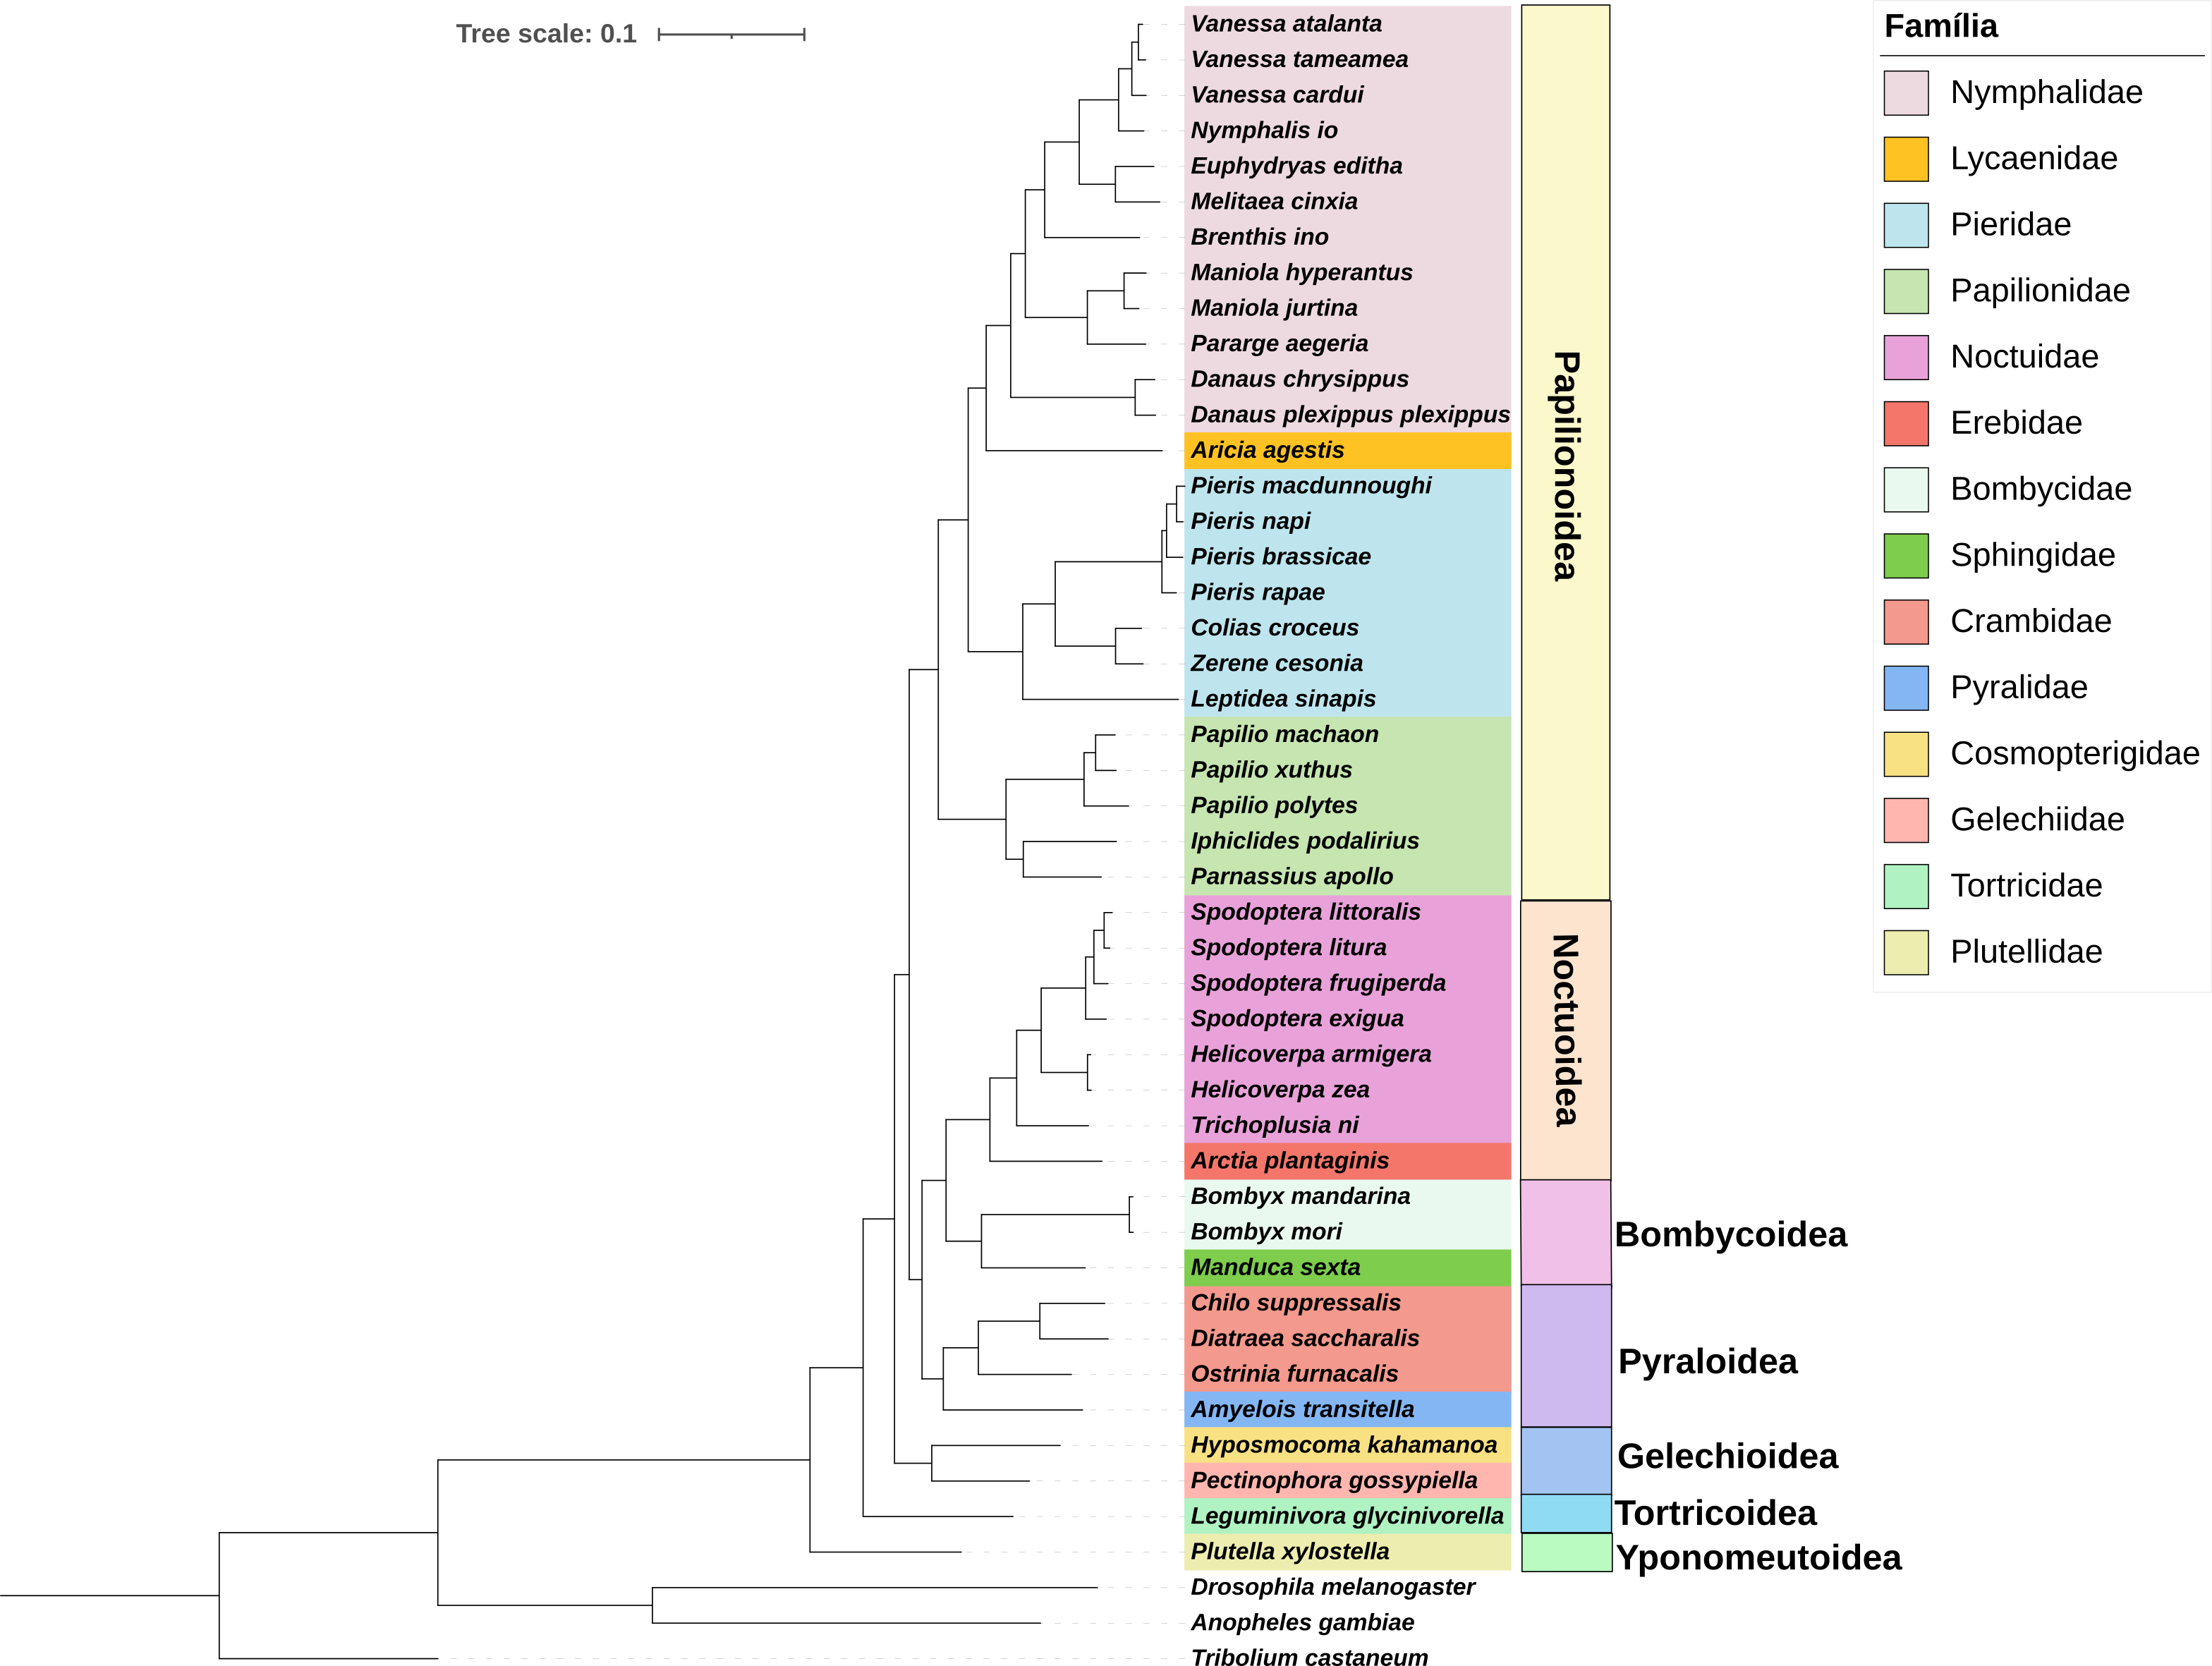 Tree scale: 0.1
Vanessa atalanta
Vanessa tameamea
Vanessa cardui
Nymphalis io
Euphydryas editha
Melitaea cinxia
Brenthis ino
Maniola hyperantus
Maniola jurtina
Pararge aegeria
Danaus chrysippus
Danaus plexippus plexippus
Aricia agestis
Pieris macdunnoughi
Pieris napi
Pieris brassicae
Pieris rapae
Colias croceus
Zerene cesonia
Leptidea sinapis
Papilio machaon
Papilio xuthus
Papilio polytes
Iphiclides podalirius
Parnassius apollo
Spodoptera littoralis
Spodoptera litura
Spodoptera frugiperda
Spodoptera exigua
Helicoverpa armigera
Helicoverpa zea
Trichoplusia ni
Arctia plantaginis
Bombyx mandarina
Bombyx mori
Manduca sexta
Chilo suppressalis
Diatraea saccharalis
Ostrinia furnacalis
Amyelois transitella
Hyposmocoma kahamanoa
Pectinophora gossypiella
Leguminivora glycinivorella
Plutella xylostella
Drosophila melanogaster
Anopheles gambiae
Tribolium castaneum
Papilionoidea
Noctuoidea
Bombycoidea
Pyraloidea
Gelechioidea
Tortricoidea
Yponomeutoidea
Família
Nymphalidae
Lycaenidae
Pieridae
Papilionidae
Noctuidae
Erebidae
Bombycidae
Sphingidae
Crambidae
Pyralidae
Cosmopterigidae
Gelechiidae
Tortricidae
Plutellidae